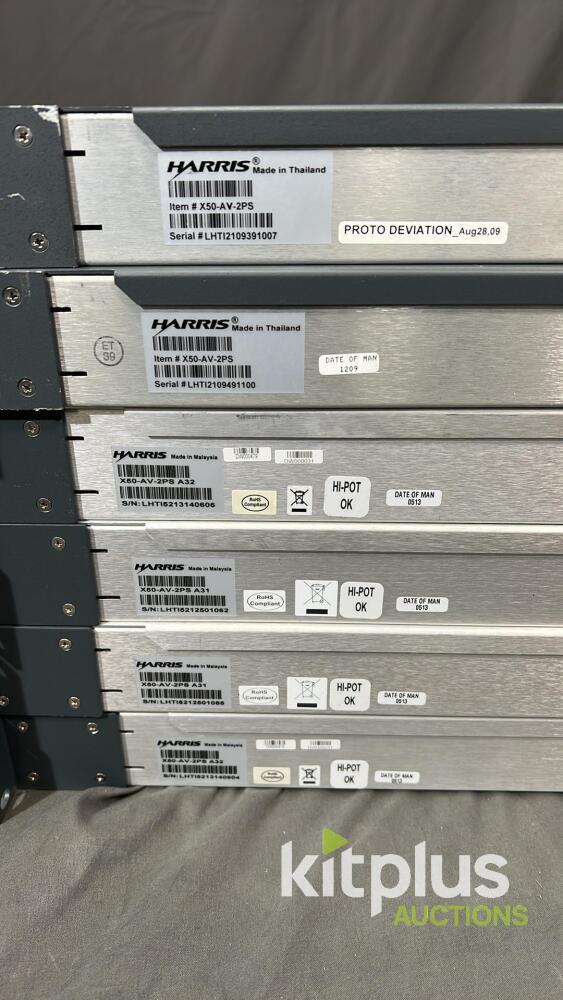 HARRIS® Made in Thailand
Item # X50-AV-2PS
Serial # LHTI2109391007
PROTO DEVIATION_Aug28,09
HARRIS® Made in Thailand
ET
39
Item # X50-AV-2PS
Serial # LHTI2109491100
DATE OF MAN
1209
HARRIS Made in Malaysia
X50-AV-2PS A32
S/N: LHTI5213140606
RoHS
Compliant
HI-POT
OK
DATE OF MAN
0513
HARRIS Made in Malaysia
X50-AV-2PS A31
S/N: LHTI5212501062
RoHS
Compliant
HI-POT
OK
DATE OF MAN
0513
HARRIS Made in Malaysia
X50-AV-2PS A31
RoHS
Compliant
HI-POT
OK
DATE OF MAN
0513
HARRIS Made in Malaysia
X50-AV-2PS A32
S/N: LHTI5213140604
HI-POT
OK
DATE OF MAN
0513
kitplus
AUCTIONS